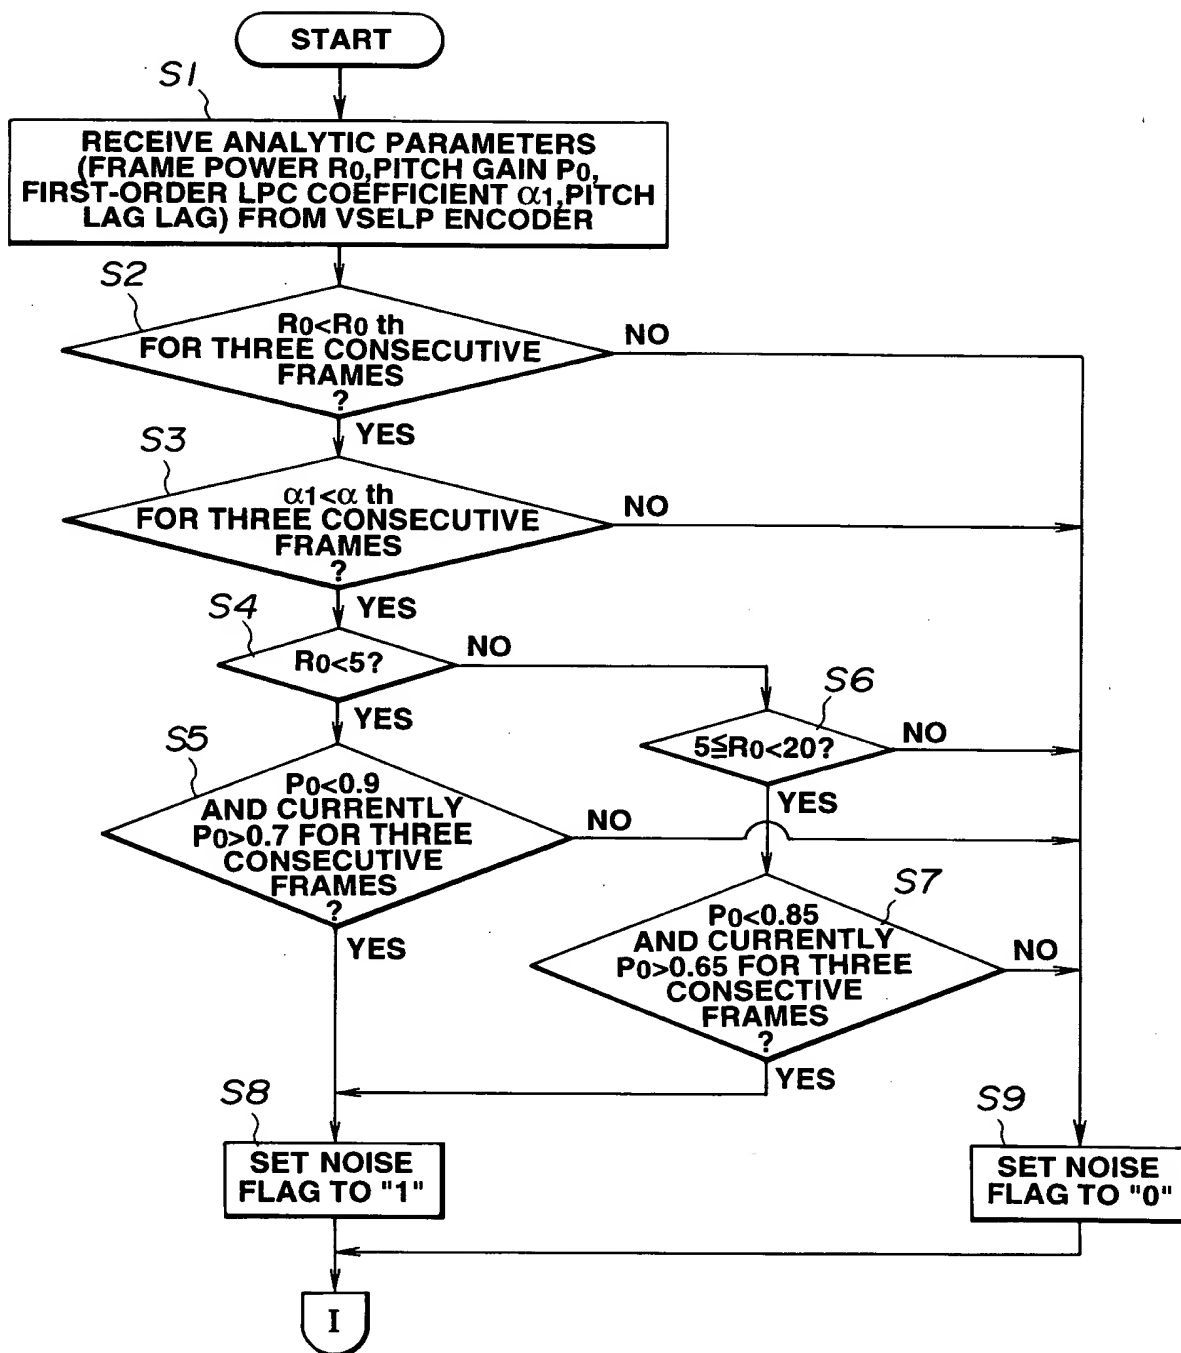 START
S1
RECEIVE ANALYTIC PARAMETERS
(FRAME POWER R0,PITCH GAIN P0,
FIRST-ORDER LPC COEFFICIENT α1,PITCH
LAG LAG) FROM VSELP ENCODER
S2
R0<R0 th
FOR THREE CONSECUTIVE
FRAMES
?
NO
YES
S3
α1<α th
FOR THREE CONSECUTIVE
FRAMES
?
NO
YES
S4
R0<5?
NO
YES
S6
5≦R0<20?
NO
YES
S5
P0<0.9
AND CURRENTLY
P0>0.7 FOR THREE
CONSECUTIVE
FRAMES
?
NO
YES
S7
P0<0.85
AND CURRENTLY
P0>0.65 FOR THREE
CONSECTIVE
FRAMES
?
NO
YES
S8
SET NOISE
FLAG TO "1"
S9
SET NOISE
FLAG TO "0"
I